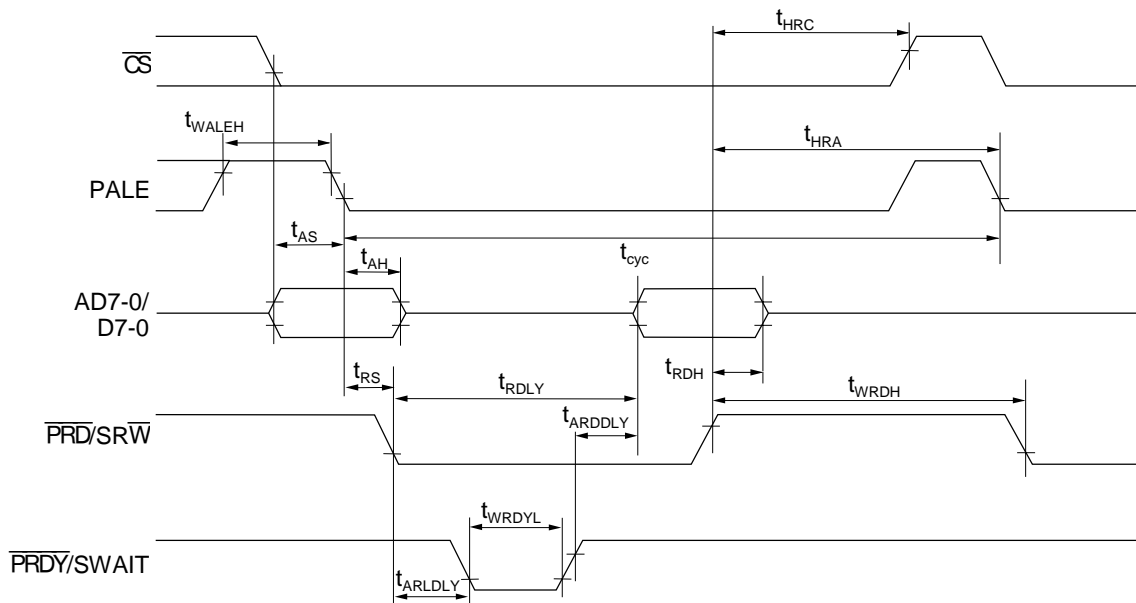 tHRC
CS
tWALEH
tHRA
PALE
tAS
tAH
tcyc
AD7-0/
D7-0
tRS
tRDLY
tRDH
tWRDH
tARDDLY
PRD/SRW
tWRDYL
PRDY/SWAIT
tARLDLY